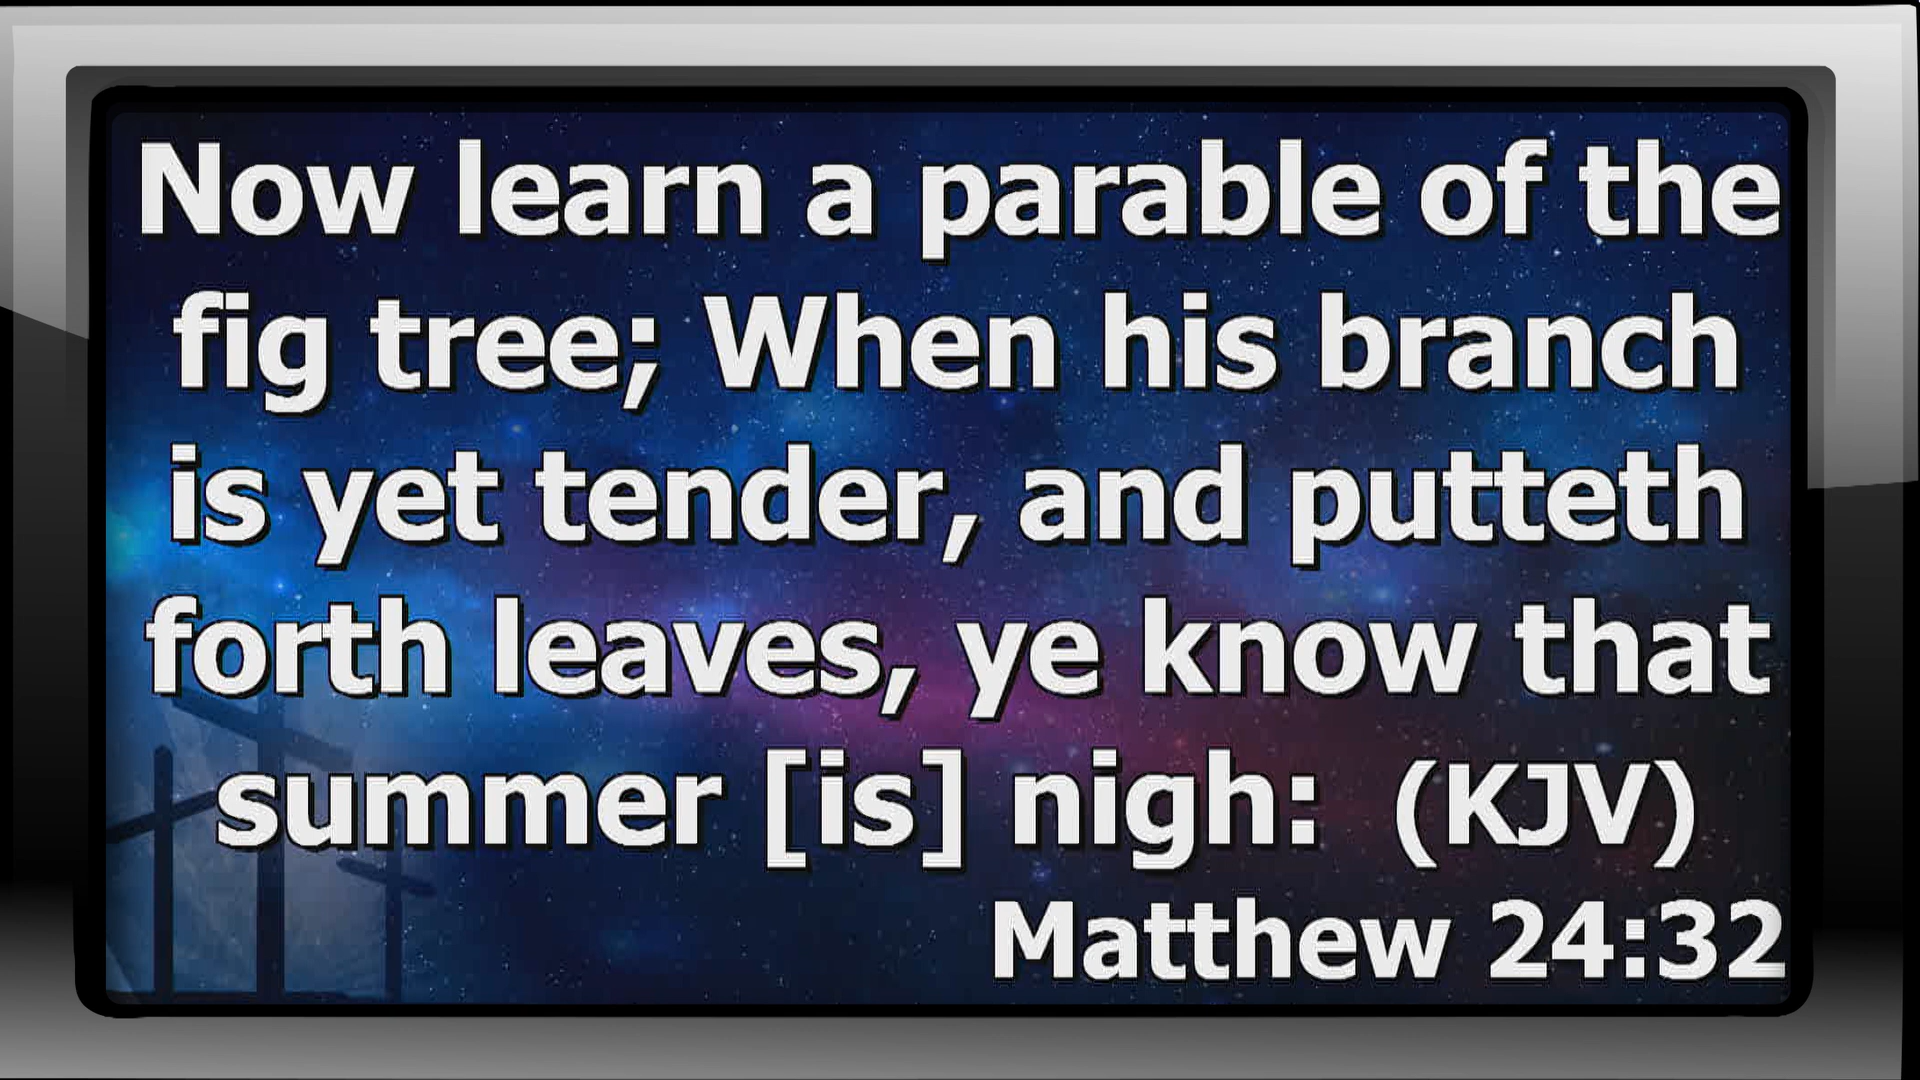 Now learn a parable of the
fig tree; When his branch
is yet tender, and putteth
forth leaves, ye know that
summer [is] nigh:  (KJV)
Matthew 24:32